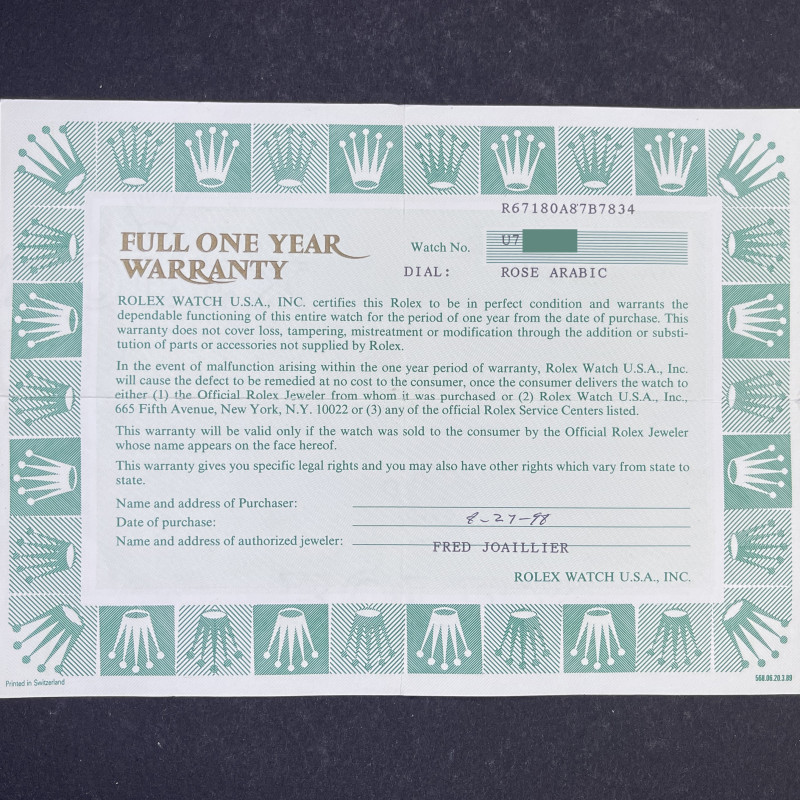 R67180A87B7834
FULL ONE YEAR
WARRANTY
Watch No. U7
DIAL: ROSE ARABIC
ROLEX WATCH U.S.A., INC. certifies this Rolex to be in perfect condition and warrants the
dependable functioning of this entire watch for the period of one year from the date of purchase. This
warranty does not cover loss, tampering, mistreatment or modification through the addition or substi-
tution of parts or accessories not supplied by Rolex.
In the event of malfunction arising within the one year period of warranty, Rolex Watch U.S.A., Inc.
will cause the defect to be remedied at no cost to the consumer, once the consumer delivers the watch to
either (1) the Official Rolex Jeweler from whom it was purchased or (2) Rolex Watch U.S.A., Inc.,
665 Fifth Avenue, New York, N.Y. 10022 or (3) any of the official Rolex Service Centers listed.
This warranty will be valid only if the watch was sold to the consumer by the Official Rolex Jeweler
whose name appears on the face hereof.
This warranty gives you specific legal rights and you may also have other rights which vary from state to
state.
Name and address of Purchaser:
Date of purchase: 8-27-98
Name and address of authorized jeweler: FRED JOAILLIER
ROLEX WATCH U.S.A., INC.
Printed in Switzerland
568.06.20.3.89